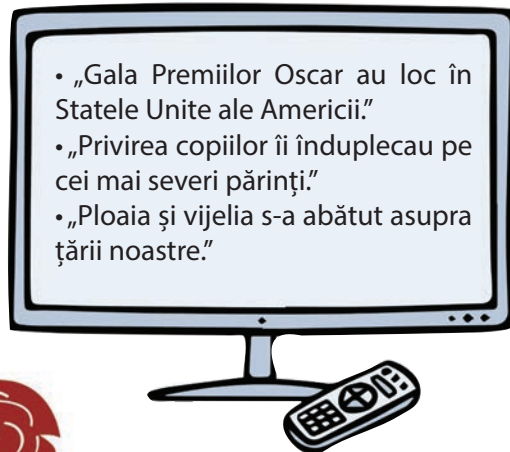 • „Gala Premiilor Oscar au loc în
Statele Unite ale Americii.”
• „Privirea copiilor îi înduplecau pe
cei mai severi părinți.”
• „Ploaia și vijelia s-a abătut asupra
țării noastre.”